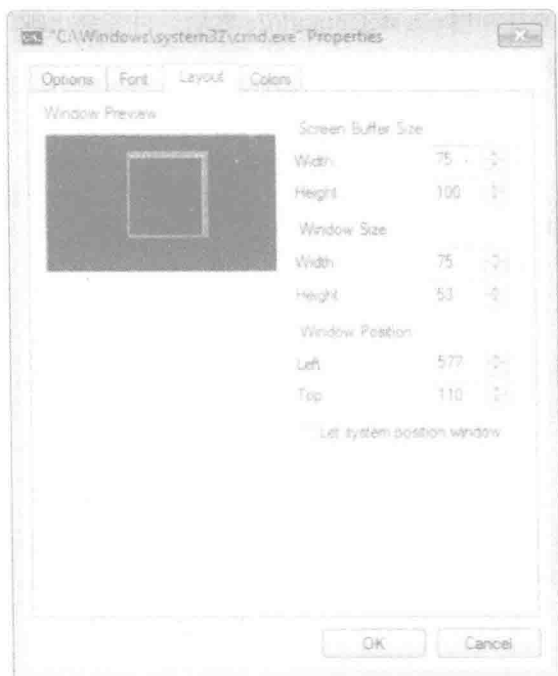 "C:\Windows\system32\cmd.exe" Properties
Options Font Layout Colors
Window Preview
Screen Buffer Size
Width 75
Height 100
Window Size
Width 75
Height 53
Window Position
Left 577
Top 110
Let system position window
OK Cancel